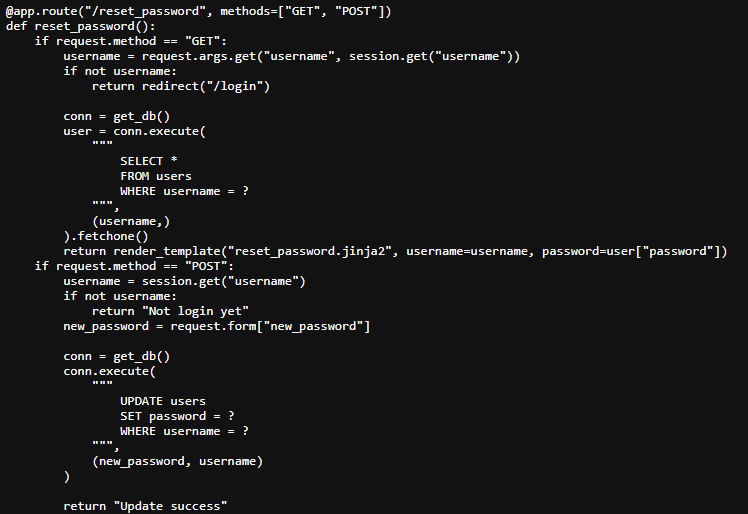 @app.route("/reset_password", methods=["GET", "POST"])
def reset_password():
    if request.method == "GET":
        username = request.args.get("username", session.get("username"))
        if not username:
            return redirect("/login")

        conn = get_db()
        user = conn.execute(
            """
                SELECT *
                FROM users
                WHERE username = ?
            """,
            (username,)
        ).fetchone()
        return render_template("reset_password.jinja2", username=username, password=user["password"])
    if request.method == "POST":
        username = session.get("username")
        if not username:
            return "Not login yet"
        new_password = request.form["new_password"]

        conn = get_db()
        conn.execute(
            """
                UPDATE users
                SET password = ?
                WHERE username = ?
            """,
            (new_password, username)
        )

        return "Update success"